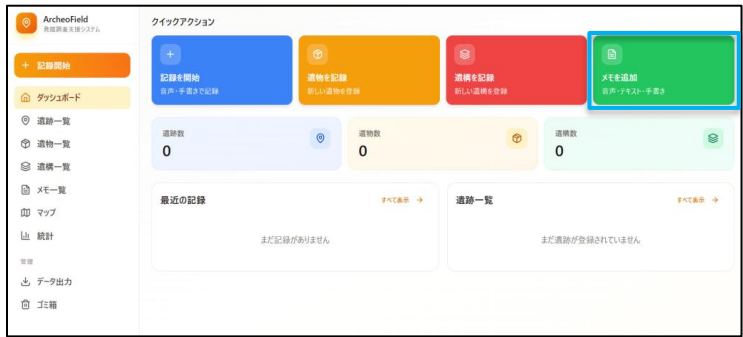 ArcheoField
発掘調査支援システム
+ 記録開始
ダッシュボード
遺跡一覧
遺物一覧
遺構一覧
メモ一覧
マップ
統計
管理
データ出力
ゴミ箱
クイックアクション
記録を開始
音声・手書きで記録
遺物を記録
新しい遺物を登録
遺構を記録
新しい遺構を登録
メモを追加
音声・テキスト・手書き
遺跡数
0
遺物数
0
遺構数
0
最近の記録
すべて表示 →
まだ記録がありません
遺跡一覧
すべて表示 →
まだ遺跡が登録されていません